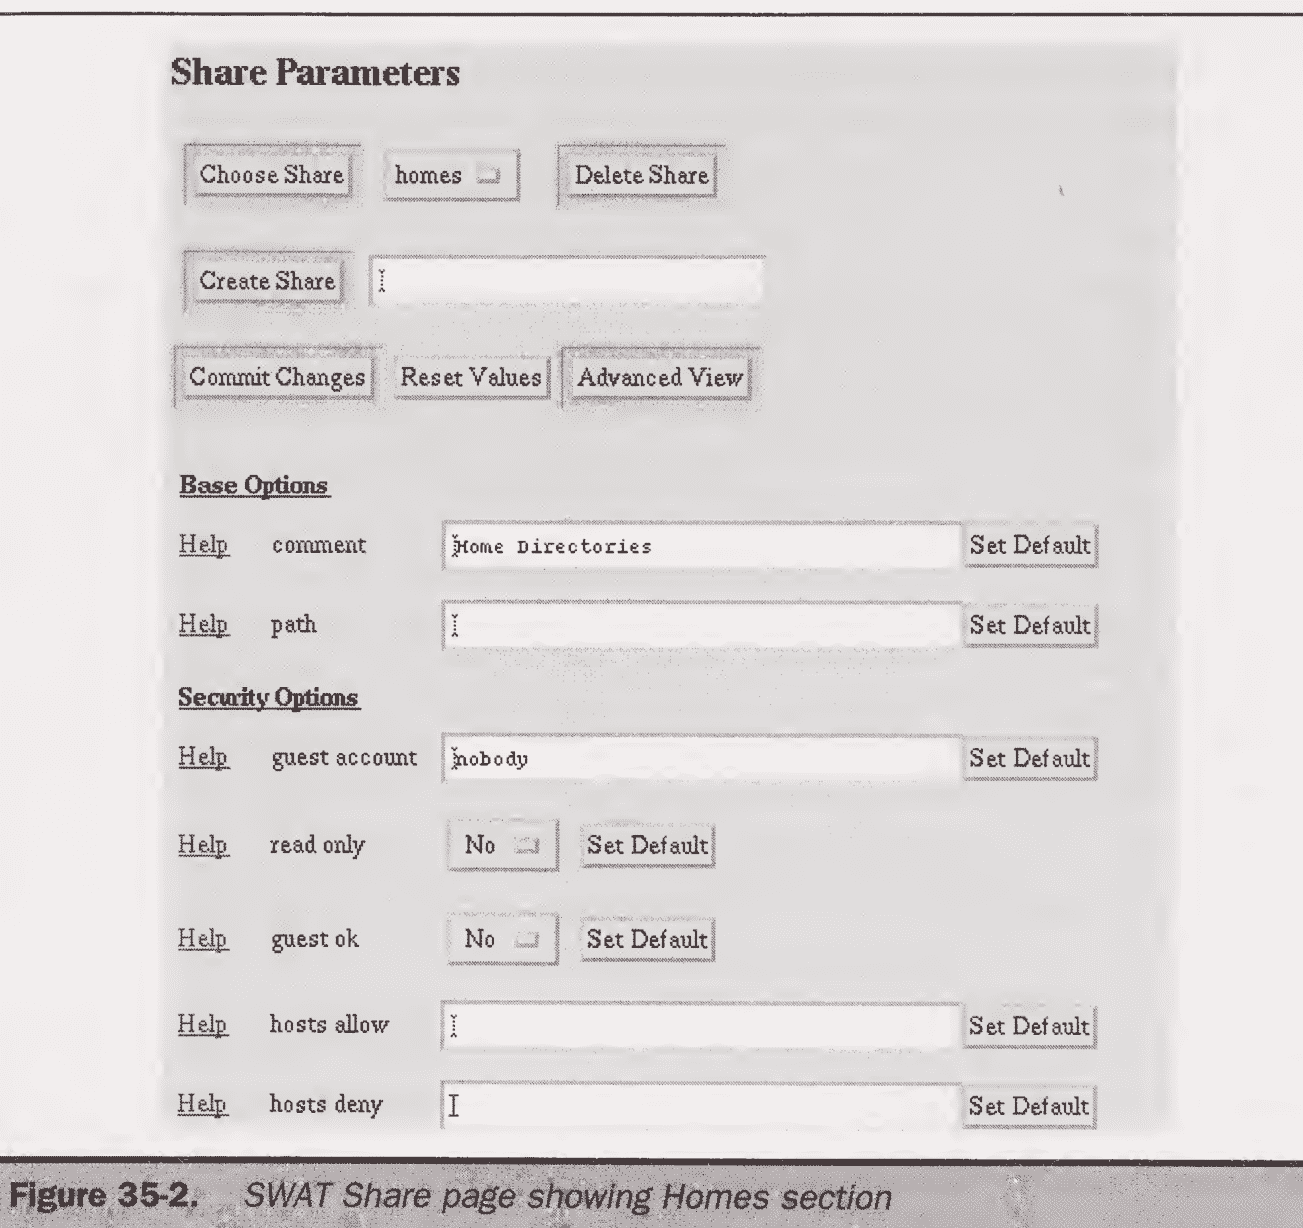 Share Parameters
Choose Share homes Delete Share
Create Share
Commit Changes Reset Values Advanced View
Base Options
Help comment Home Directories Set Default
Help path Set Default
Security Options
Help guest account nobody Set Default
Help read only No Set Default
Help guest ok No Set Default
Help hosts allow Set Default
Help hosts deny Set Default
Figure 35-2. SWAT Share page showing Homes section